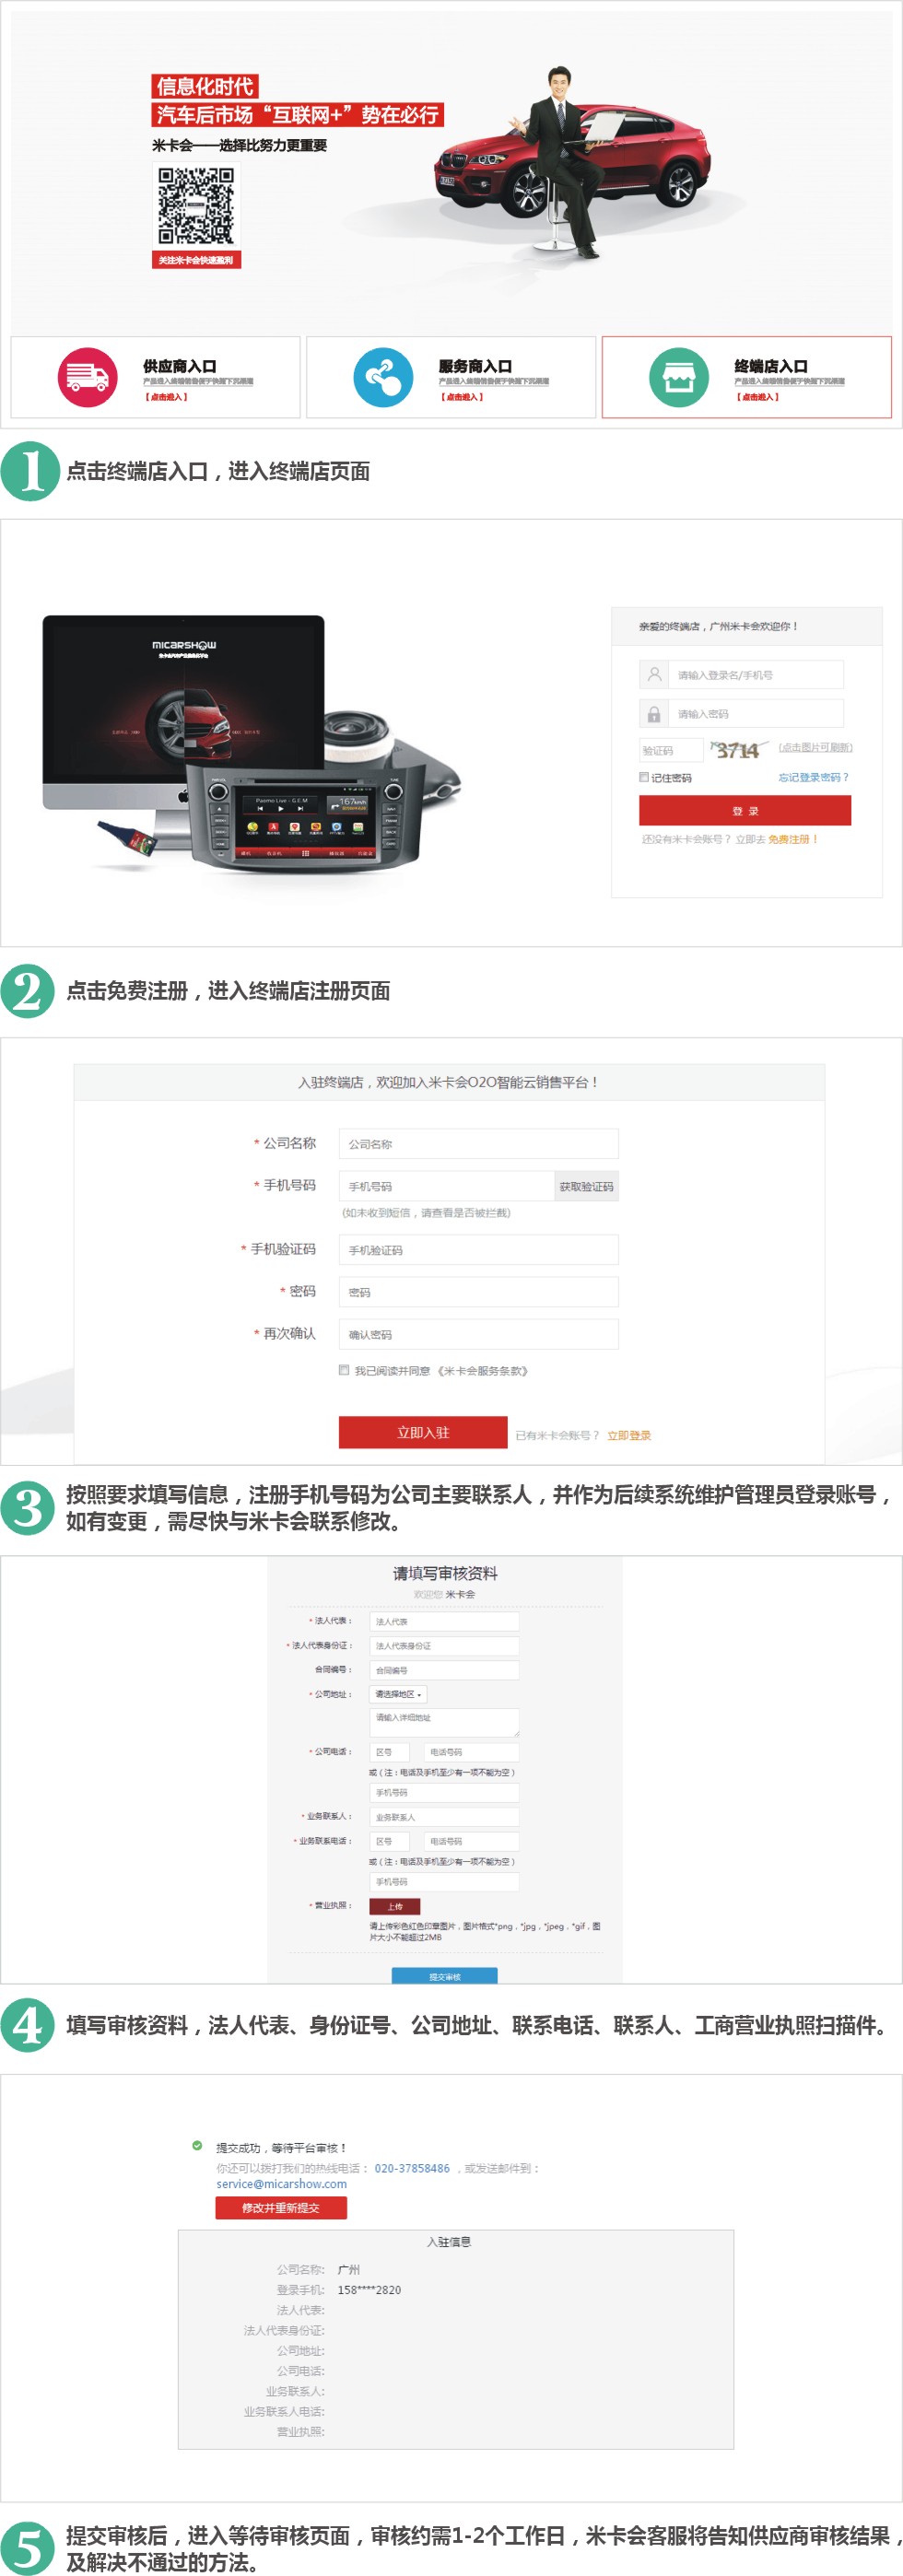 信息化时代
汽车后市场“互联网+”势在必行
米卡会——选择比努力更重要
关注米卡会快速盈利
供应商入口
【点击进入】
服务商入口
【点击进入】
终端店入口
【点击进入】
1 点击终端店入口，进入终端店页面
MICARSHOW
亲爱的终端店，广州米卡会欢迎你！
请输入登录名/手机号
请输入密码
验证码 3714 (点击图片可刷新)
记住密码 忘记登录密码？
登 录
还没有米卡会账号？ 立即去 免费注册！
Paemo Live - G.E.M
167km/h
2 点击免费注册，进入终端店注册页面
入驻终端店，欢迎加入米卡会O2O智能云销售平台！
* 公司名称 公司名称
* 手机号码 手机号码 获取验证码
(如未收到短信，请查看是否被拦截)
* 手机验证码 手机验证码
* 密码 密码
* 再次确认 确认密码
我已阅读并同意 《米卡会服务条款》
立即入驻 已有米卡会账号？ 立即登录
3 按照要求填写信息，注册手机号码为公司主要联系人，并作为后续系统维护管理员登录账号，
如有变更，需尽快与米卡会联系修改。
请填写审核资料
欢迎您 米卡会
* 法人代表： 法人代表
* 法人代表身份证： 法人代表身份证
合同编号： 合同编号
* 公司地址： 请选择地区
请输入详细地址
* 公司电话： 区号 电话号码
或 ( 注：电话及手机至少有一项不能为空 )
手机号码
* 业务联系人： 业务联系人
* 业务联系电话： 区号 电话号码
或 ( 注：电话及手机至少有一项不能为空 )
手机号码
* 营业执照： 上传
请上传彩色红色印章图片，图片格式*png，*jpg，*jpeg，*gif，图
片大小不能超过2MB
提交审核
4 填写审核资料，法人代表、身份证号、公司地址、联系电话、联系人、工商营业执照扫描件。
提交成功，等待平台审核！
你还可以拨打我们的热线电话： 020-37858486 ，或发送邮件到：
service@micarshow.com
修改并重新提交
入驻信息
公司名称: 广州
登录手机: 158****2820
法人代表:
法人代表身份证:
公司地址:
公司电话:
业务联系人:
业务联系人电话:
营业执照:
5 提交审核后，进入等待审核页面，审核约需1-2个工作日，米卡会客服将告知供应商审核结果，
及解决不通过的方法。